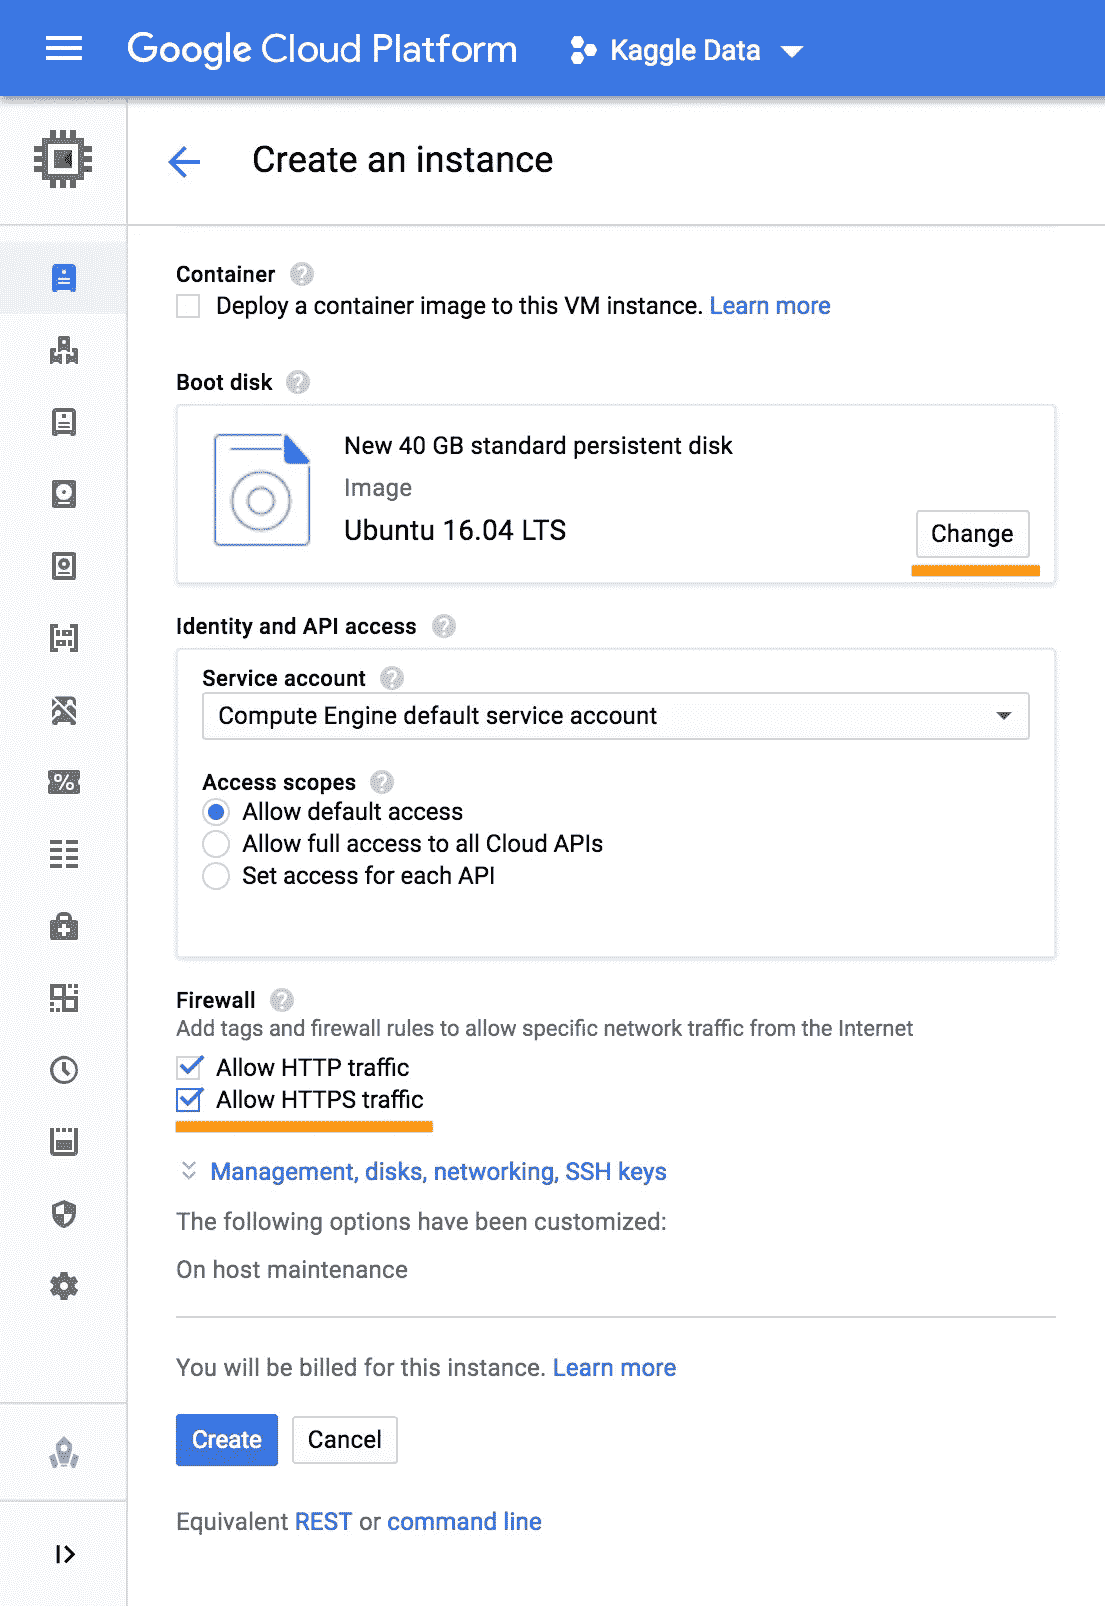 Google Cloud Platform Kaggle Data
Create an instance
Container
Deploy a container image to this VM instance. Learn more
Boot disk
New 40 GB standard persistent disk
Image
Ubuntu 16.04 LTS
Change
Identity and API access
Service account
Compute Engine default service account
Access scopes
Allow default access
Allow full access to all Cloud APIs
Set access for each API
Firewall
Add tags and firewall rules to allow specific network traffic from the Internet
Allow HTTP traffic
Allow HTTPS traffic
Management, disks, networking, SSH keys
The following options have been customized:
On host maintenance
You will be billed for this instance. Learn more
Create Cancel
Equivalent REST or command line